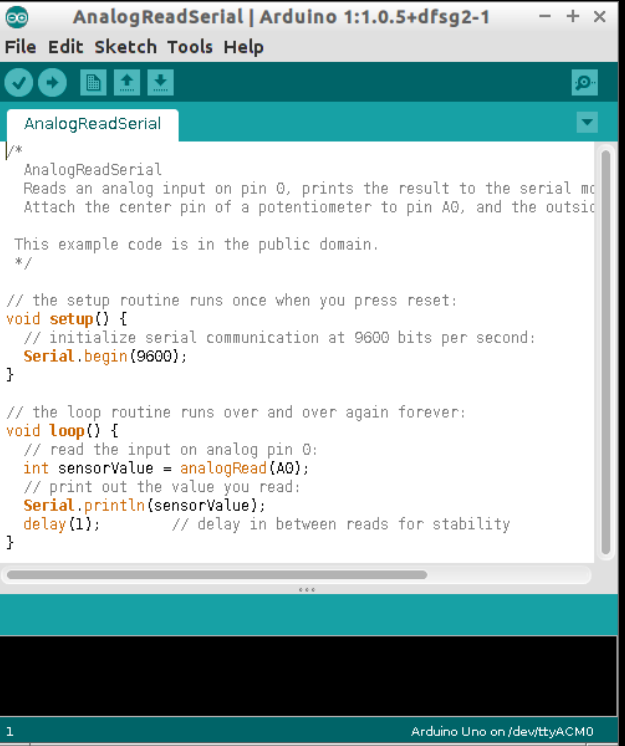 AnalogReadSerial | Arduino 1:1.0.5+dfsg2-1
File Edit Sketch Tools Help
AnalogReadSerial
/*
  AnalogReadSerial
  Reads an analog input on pin 0, prints the result to the serial mo
  Attach the center pin of a potentiometer to pin A0, and the outsid

 This example code is in the public domain.
 */

// the setup routine runs once when you press reset:
void setup() {
  // initialize serial communication at 9600 bits per second:
  Serial.begin(9600);
}

// the loop routine runs over and over again forever:
void loop() {
  // read the input on analog pin 0:
  int sensorValue = analogRead(A0);
  // print out the value you read:
  Serial.println(sensorValue);
  delay(1);        // delay in between reads for stability
}
1
Arduino Uno on /dev/ttyACM0